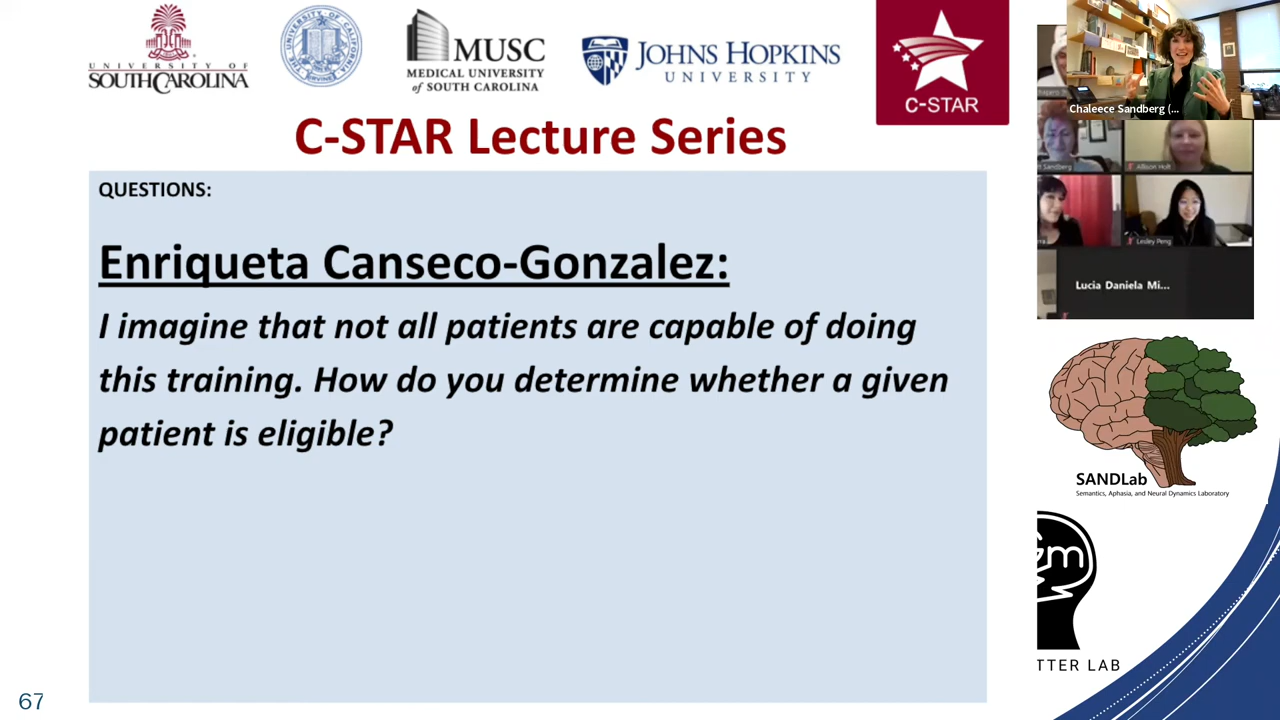 UNIVERSITY OF
SOUTH CAROLINA
MUSC
MEDICAL UNIVERSITY
of SOUTH CAROLINA
JOHNS HOPKINS
UNIVERSITY
C-STAR
C-STAR Lecture Series
QUESTIONS:
Enriqueta Canseco-Gonzalez:
I imagine that not all patients are capable of doing
this training. How do you determine whether a given
patient is eligible?
67
Chaleece Sandberg (...
Sandberg
Allison Holt
Lesley Peng
Lucia Daniela Mi...
SANDLab
Semantics, Aphasia, and Neural Dynamics Laboratory
TTER LAB